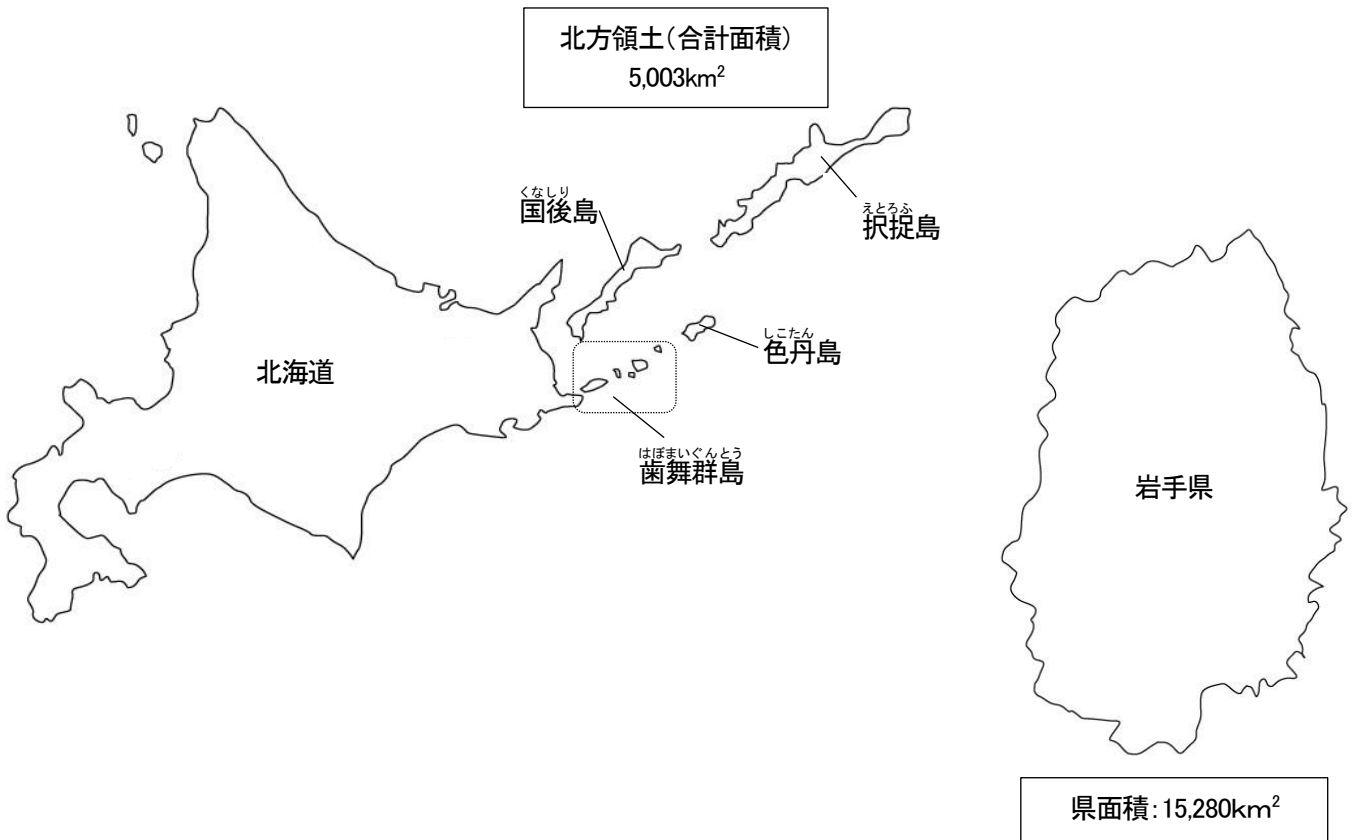 北方領土(合計面積)
5,003km²
くなしり
国後島
えとろふ
択捉島
しこたん
色丹島
北海道
はぼまいぐんとう
歯舞群島
岩手県
県面積:15,280km²